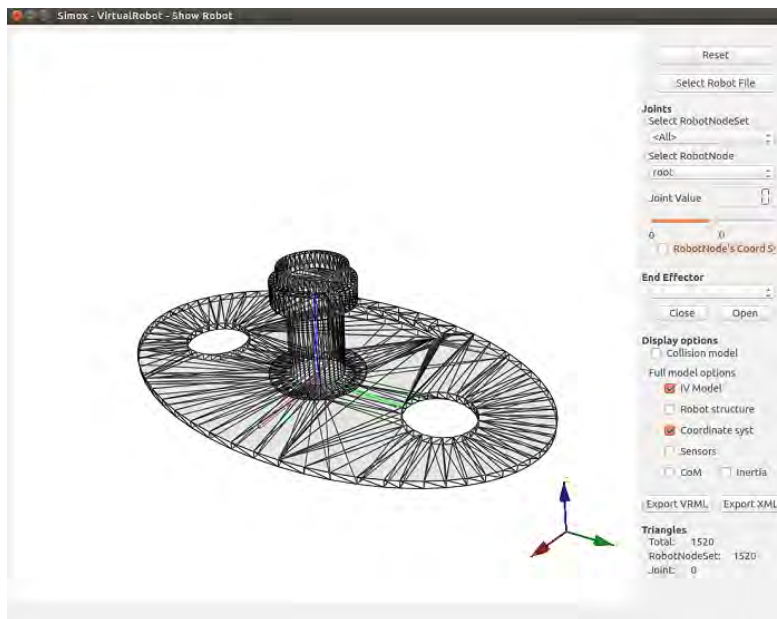 Simox - VirtualRobot - Show Robot
Reset
Select Robot File
Joints
Select RobotNodeSet
<All>
Select RobotNode
root
Joint Value
0 0
RobotNode's Coord Sy
End Effector
Close Open
Display options
Collision model
Full model options
IV Model
Robot structure
Coordinate syst
Sensors
CoM Inertia
Export VRML Export XML
Triangles
Total: 1520
RobotNodeSet: 1520
Joint: 0